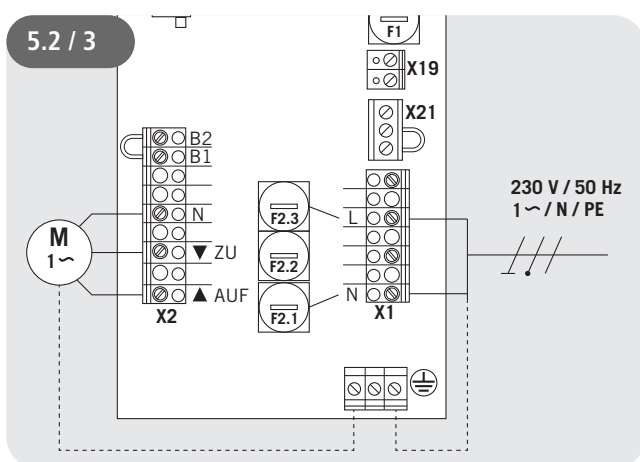 5.2 / 3
F1
X19
X21
B2
B1
N
ZU
AUF
X2
M
1~
F2.3
F2.2
F2.1
L
N
X1
230 V / 50 Hz
1~ / N / PE